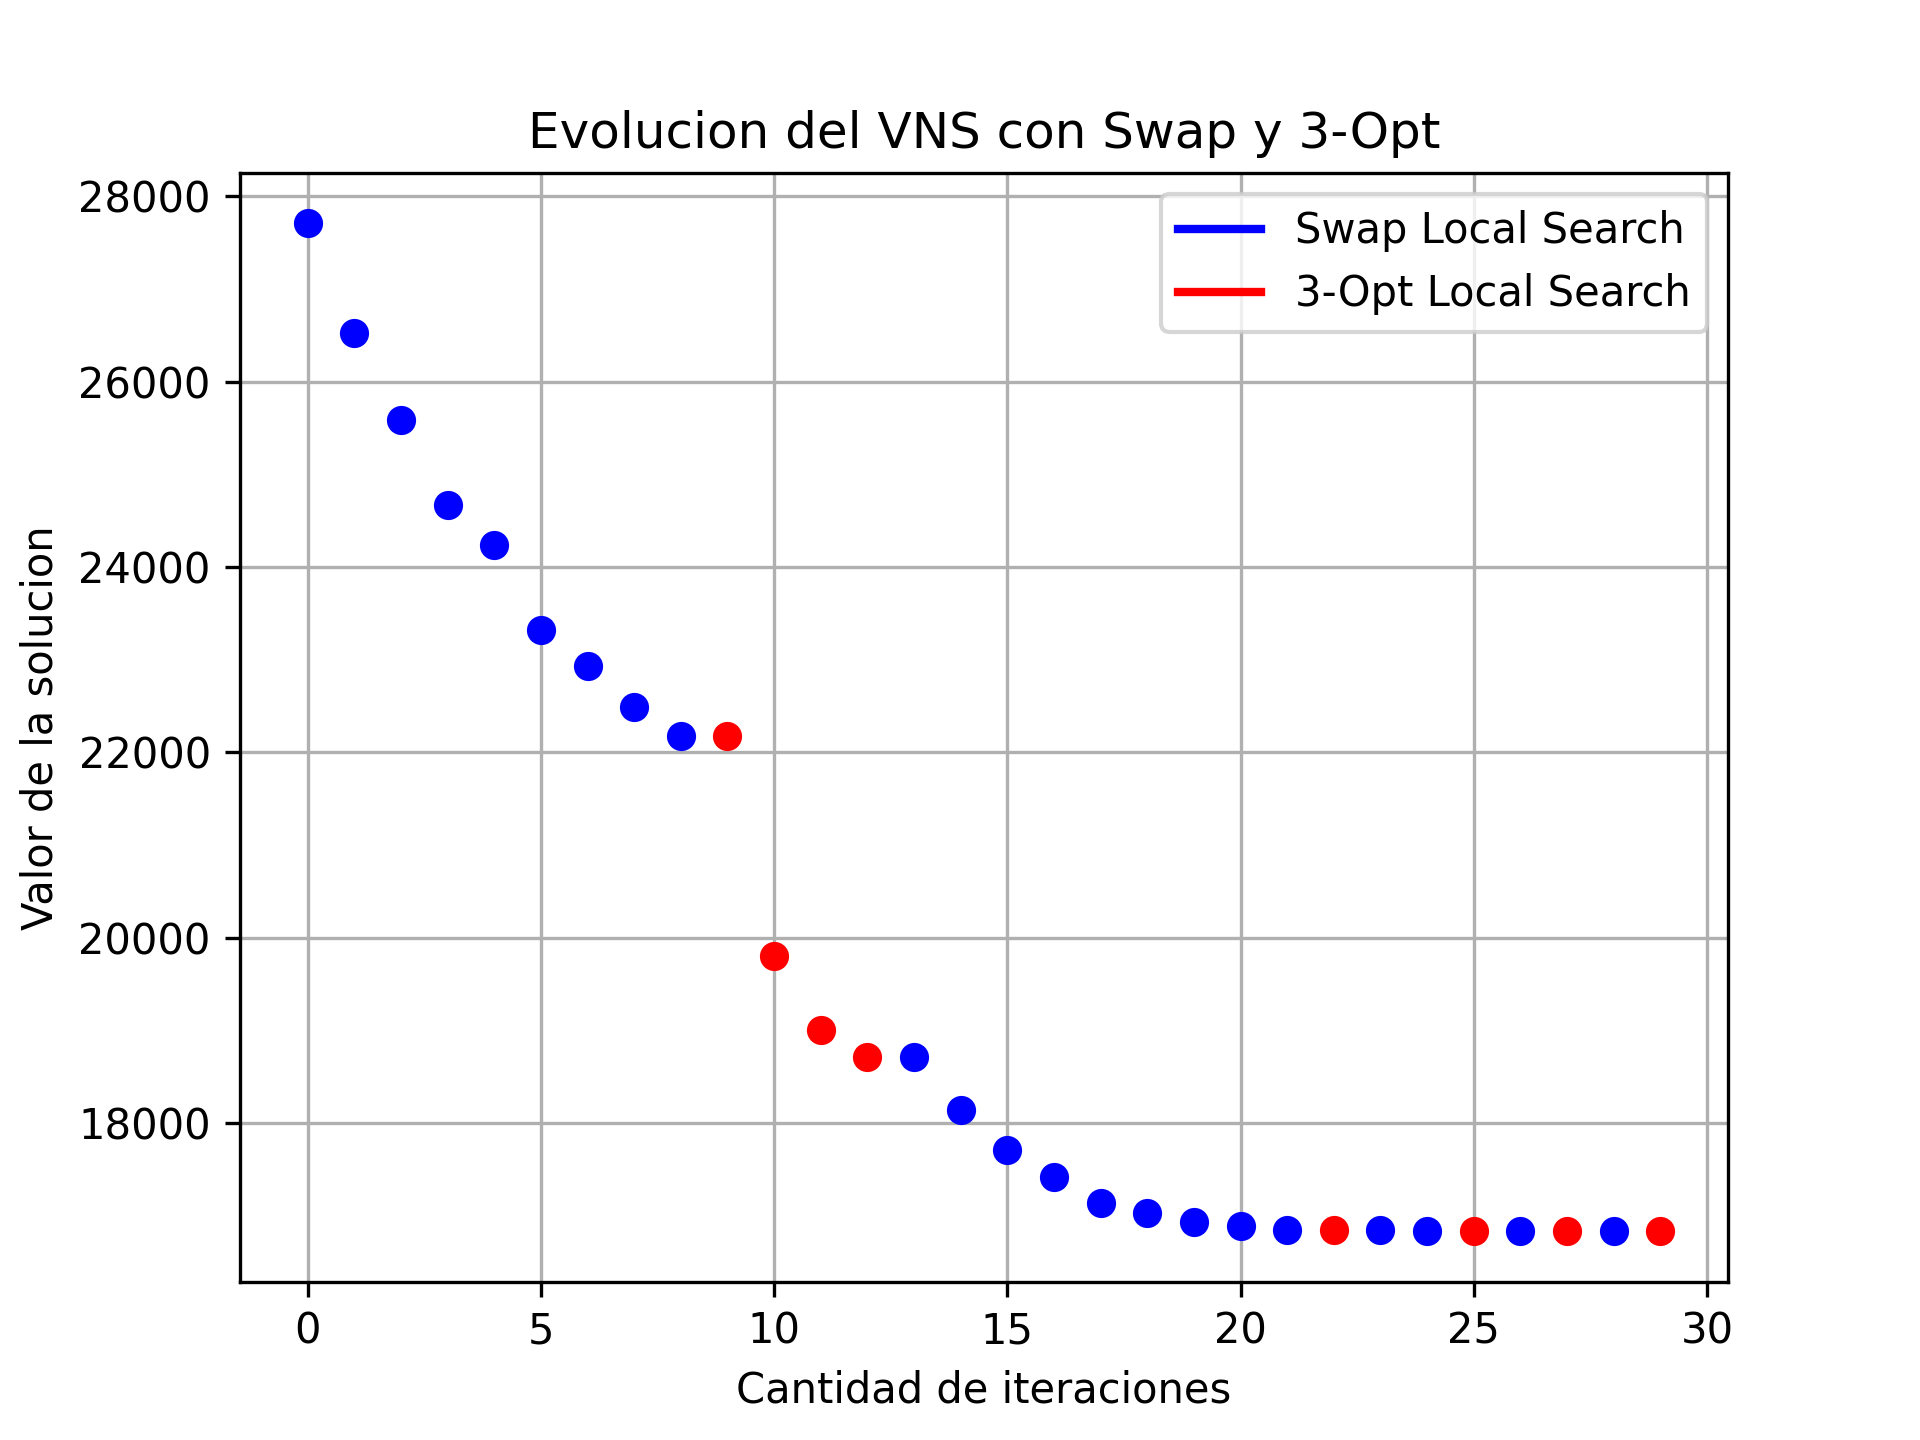 Evolucion del VNS con Swap y 3-Opt
Swap Local Search
3-Opt Local Search
Valor de la solucion
28000
26000
24000
22000
20000
18000
0 5 10 15 20 25 30
Cantidad de iteraciones